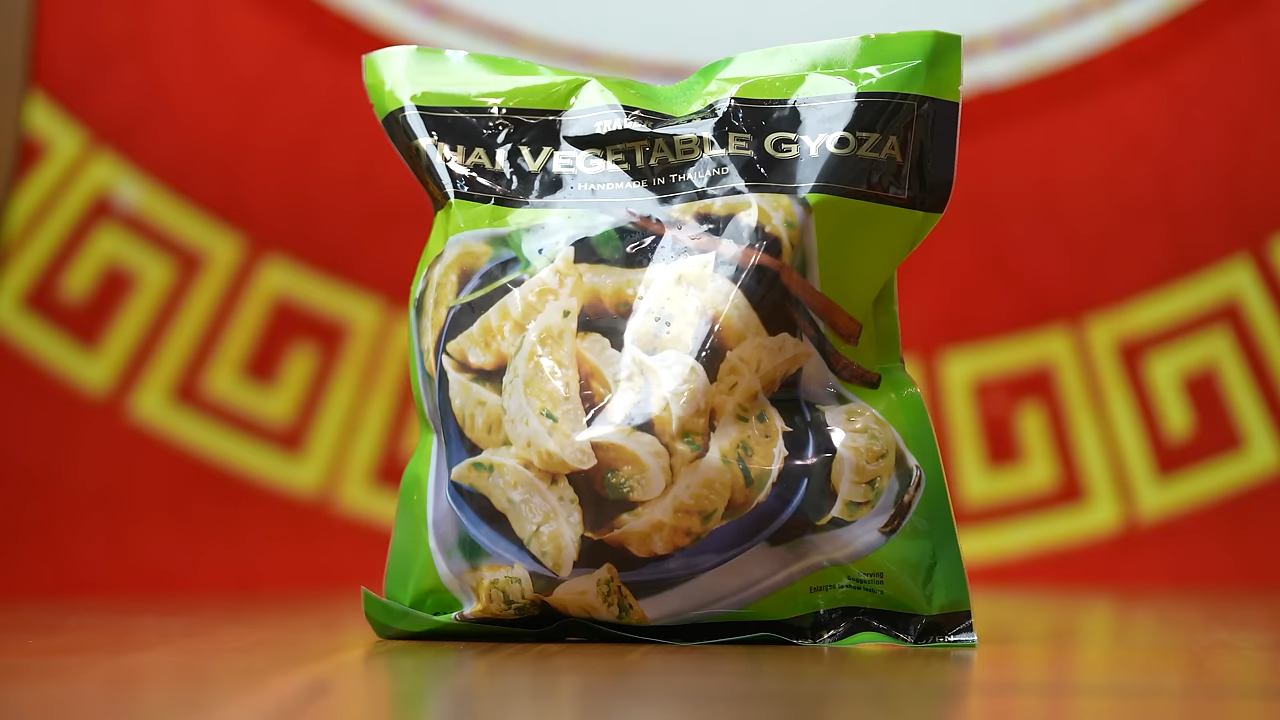 THAI VEGETABLE GYOZA
HANDMADE IN THAILAND
Serving
Suggestion
Enlarged to show texture